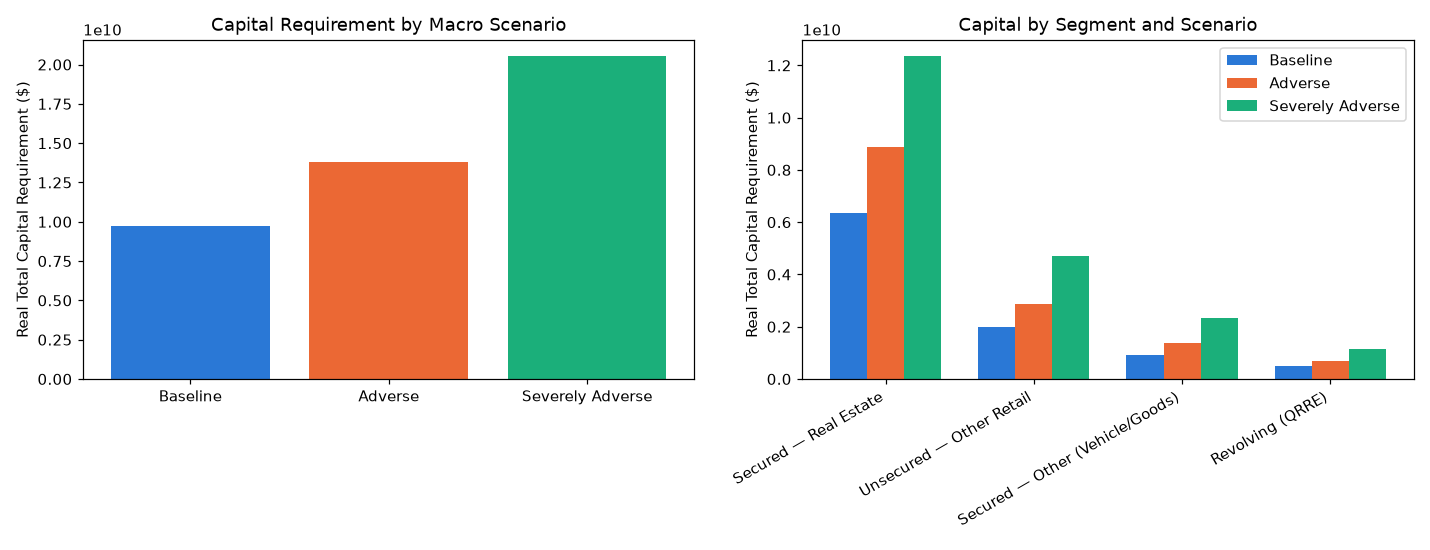 Capital Requirement by Macro Scenario
1e10
Real Total Capital Requirement ($)
2.00
1.75
1.50
1.25
1.00
0.75
0.50
0.25
0.00
Baseline
Adverse
Severely Adverse
Capital by Segment and Scenario
1e10
Real Total Capital Requirement ($)
1.2
1.0
0.8
0.6
0.4
0.2
0.0
Baseline
Adverse
Severely Adverse
Secured — Real Estate
Unsecured — Other Retail
Secured — Other (Vehicle/Goods)
Revolving (QRRE)